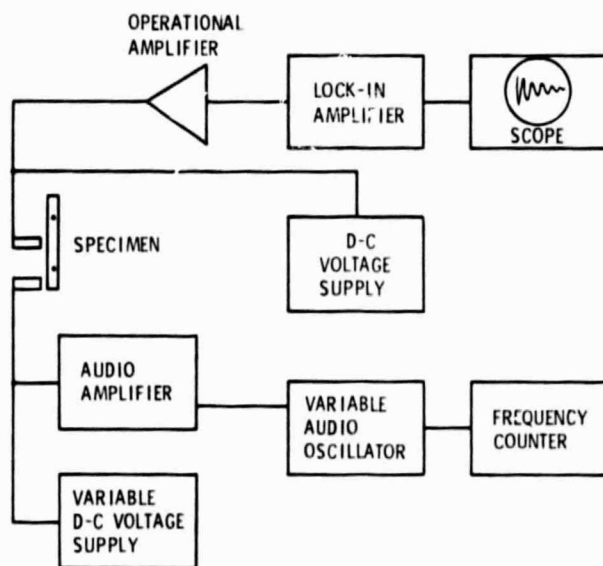 OPERATIONAL
AMPLIFIER
LOCK-IN
AMPLIFIER
SCOPE
SPECIMEN
D-C
VOLTAGE
SUPPLY
AUDIO
AMPLIFIER
VARIABLE
AUDIO
OSCILLATOR
FREQUENCY
COUNTER
VARIABLE
D-C VOLTAGE
SUPPLY